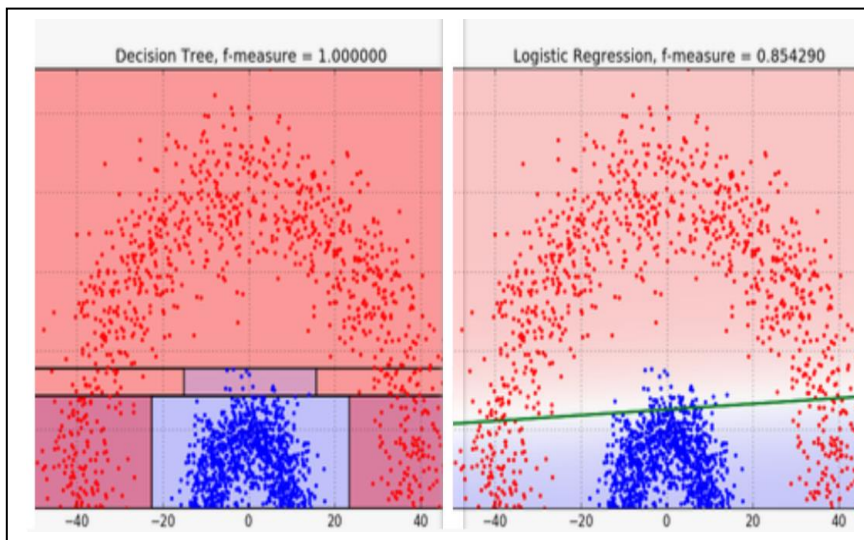 Decision Tree, f-measure = 1.000000
−40 −20 0 20 40
Logistic Regression, f-measure = 0.854290
−40 −20 0 20 40